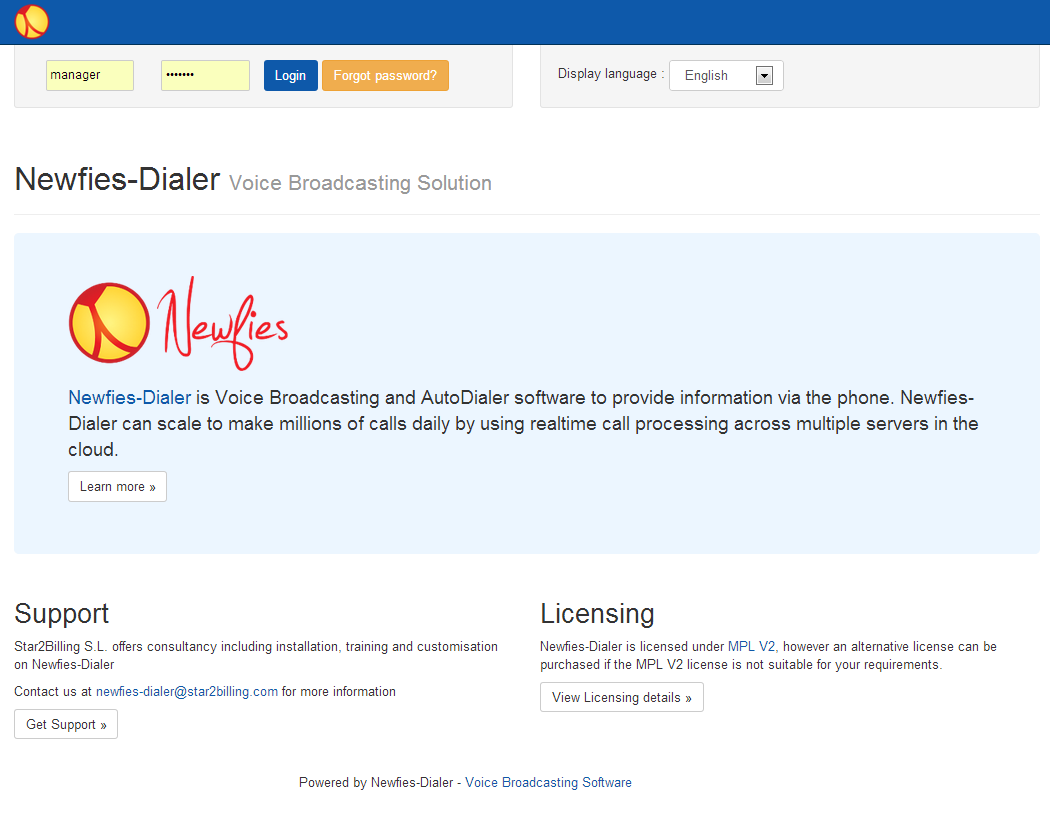 manager ••••••• Login Forgot password?
Display language : English
Newfies-Dialer Voice Broadcasting Solution
Newfies
Newfies-Dialer is Voice Broadcasting and AutoDialer software to provide information via the phone. Newfies-
Dialer can scale to make millions of calls daily by using realtime call processing across multiple servers in the
cloud.
Learn more »
Support
Star2Billing S.L. offers consultancy including installation, training and customisation
on Newfies-Dialer
Contact us at newfies-dialer@star2billing.com for more information
Get Support »
Licensing
Newfies-Dialer is licensed under MPL V2, however an alternative license can be
purchased if the MPL V2 license is not suitable for your requirements.
View Licensing details »
Powered by Newfies-Dialer - Voice Broadcasting Software